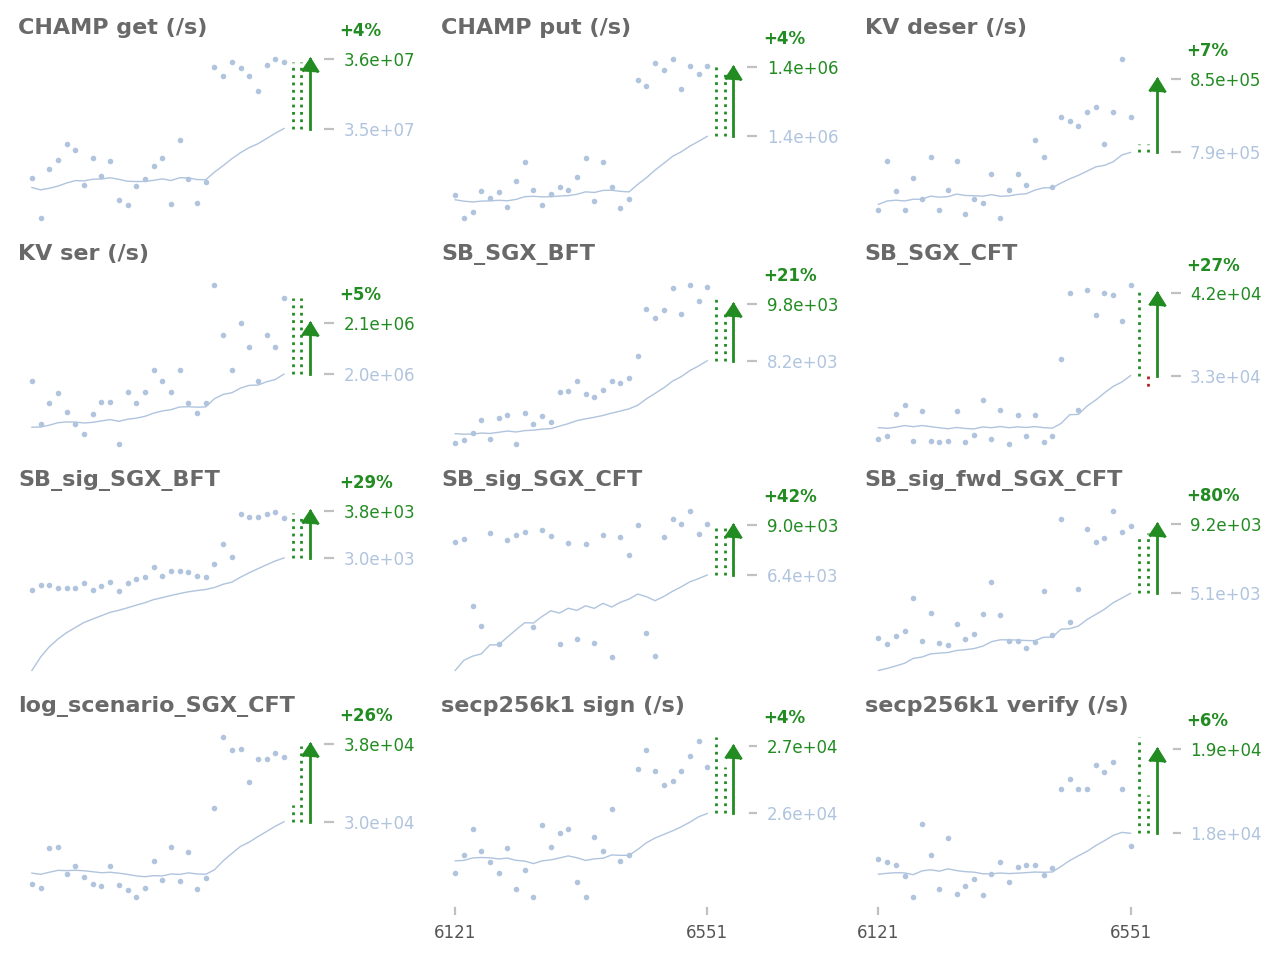 CHAMP get (/s)
+4%
3.6e+07
3.5e+07
CHAMP put (/s)
+4%
1.4e+06
1.4e+06
KV deser (/s)
+7%
8.5e+05
7.9e+05
KV ser (/s)
+5%
2.1e+06
2.0e+06
SB_SGX_BFT
+21%
9.8e+03
8.2e+03
SB_SGX_CFT
+27%
4.2e+04
3.3e+04
SB_sig_SGX_BFT
+29%
3.8e+03
3.0e+03
SB_sig_SGX_CFT
+42%
9.0e+03
6.4e+03
SB_sig_fwd_SGX_CFT
+80%
9.2e+03
5.1e+03
log_scenario_SGX_CFT
+26%
3.8e+04
3.0e+04
secp256k1 sign (/s)
+4%
2.7e+04
2.6e+04
6121
6551
secp256k1 verify (/s)
+6%
1.9e+04
1.8e+04
6121
6551